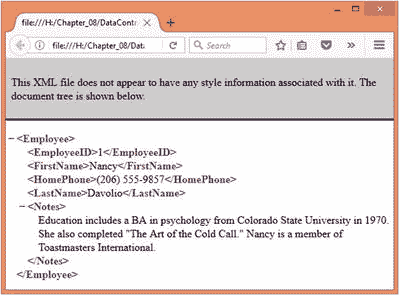 file:///H:/Chapter_08/DataContr
file:///H:/Chapter_08/Data
Search
This XML file does not appear to have any style information associated with it. The
document tree is shown below.
<Employee>
<EmployeeID>1</EmployeeID>
<FirstName>Nancy</FirstName>
<HomePhone>(206) 555-9857</HomePhone>
<LastName>Davolio</LastName>
<Notes>
Education includes a BA in psychology from Colorado State University in 1970.
She also completed "The Art of the Cold Call." Nancy is a member of
Toastmasters International.
</Notes>
</Employee>